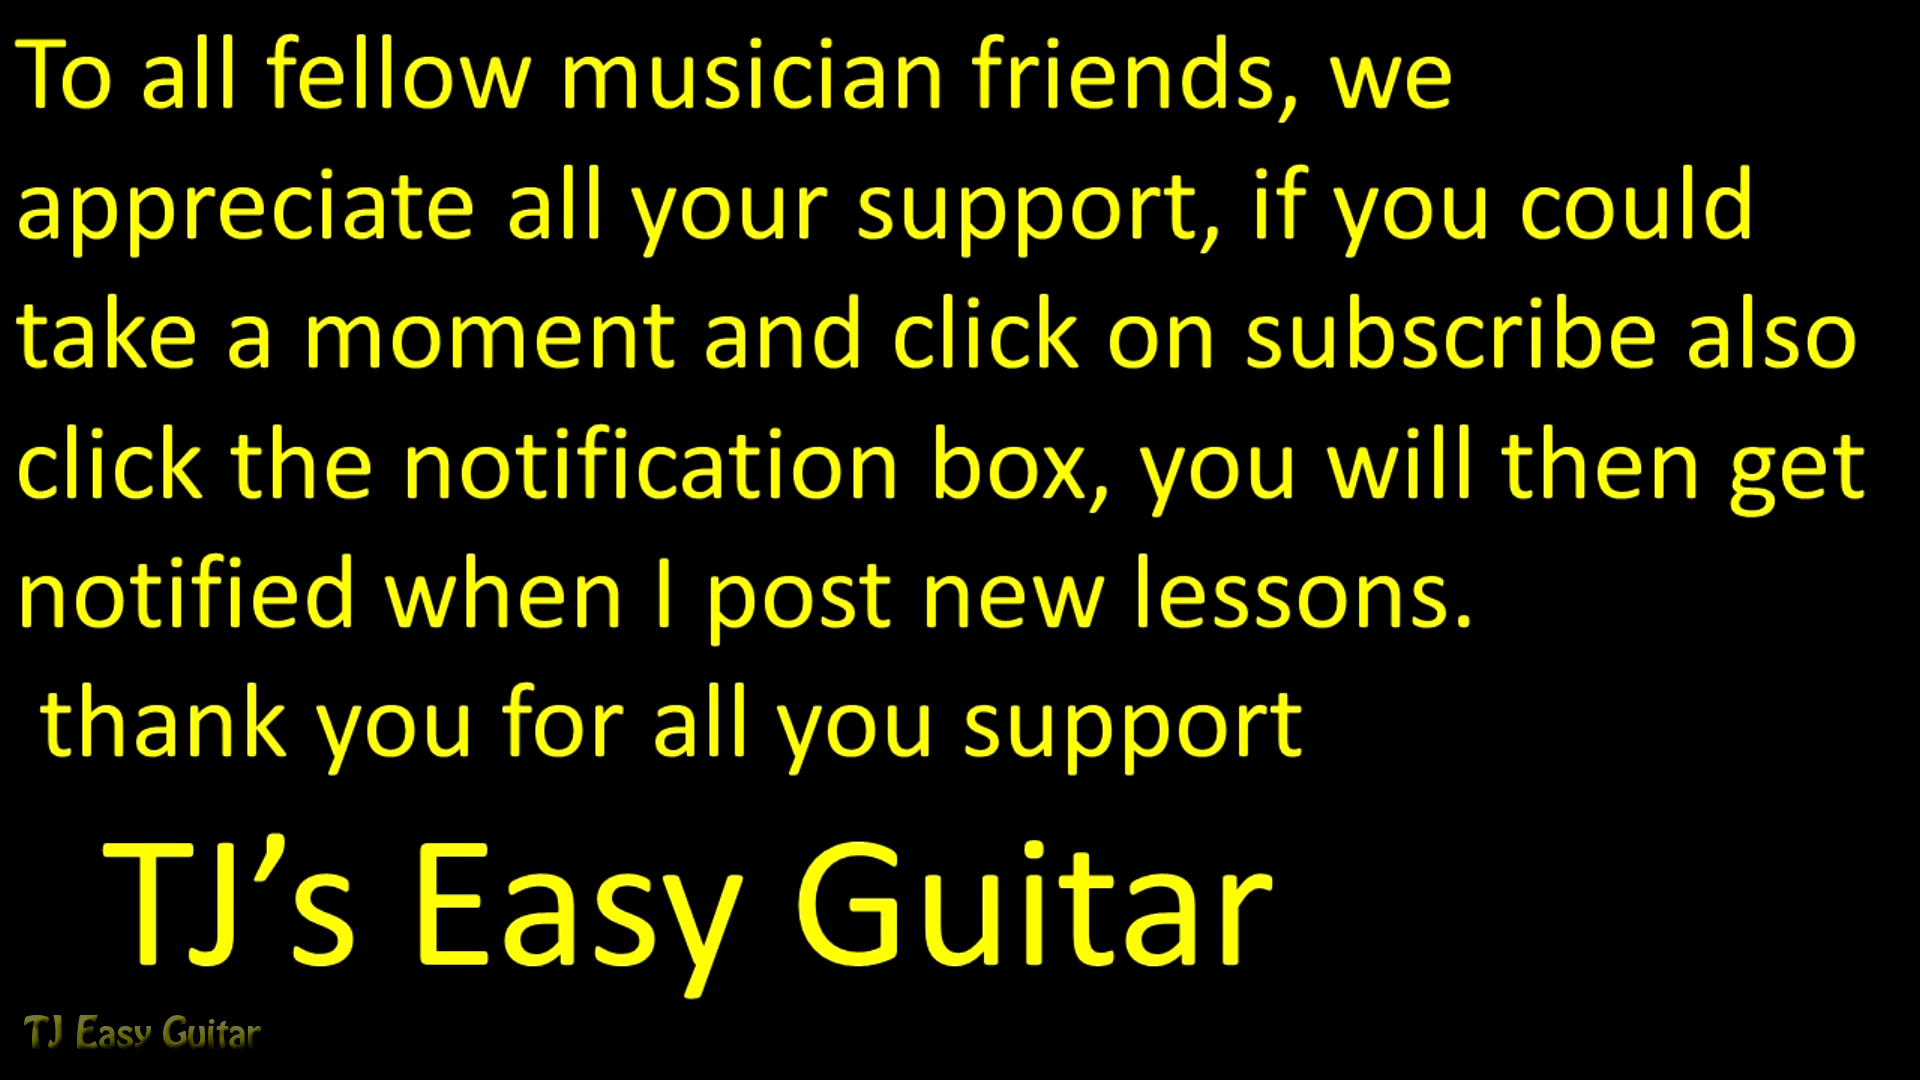 To all fellow musician friends, we
appreciate all your support, if you could
take a moment and click on subscribe also
click the notification box, you will then get
notified when I post new lessons.
thank you for all you support
TJ’s Easy Guitar
TJ Easy Guitar